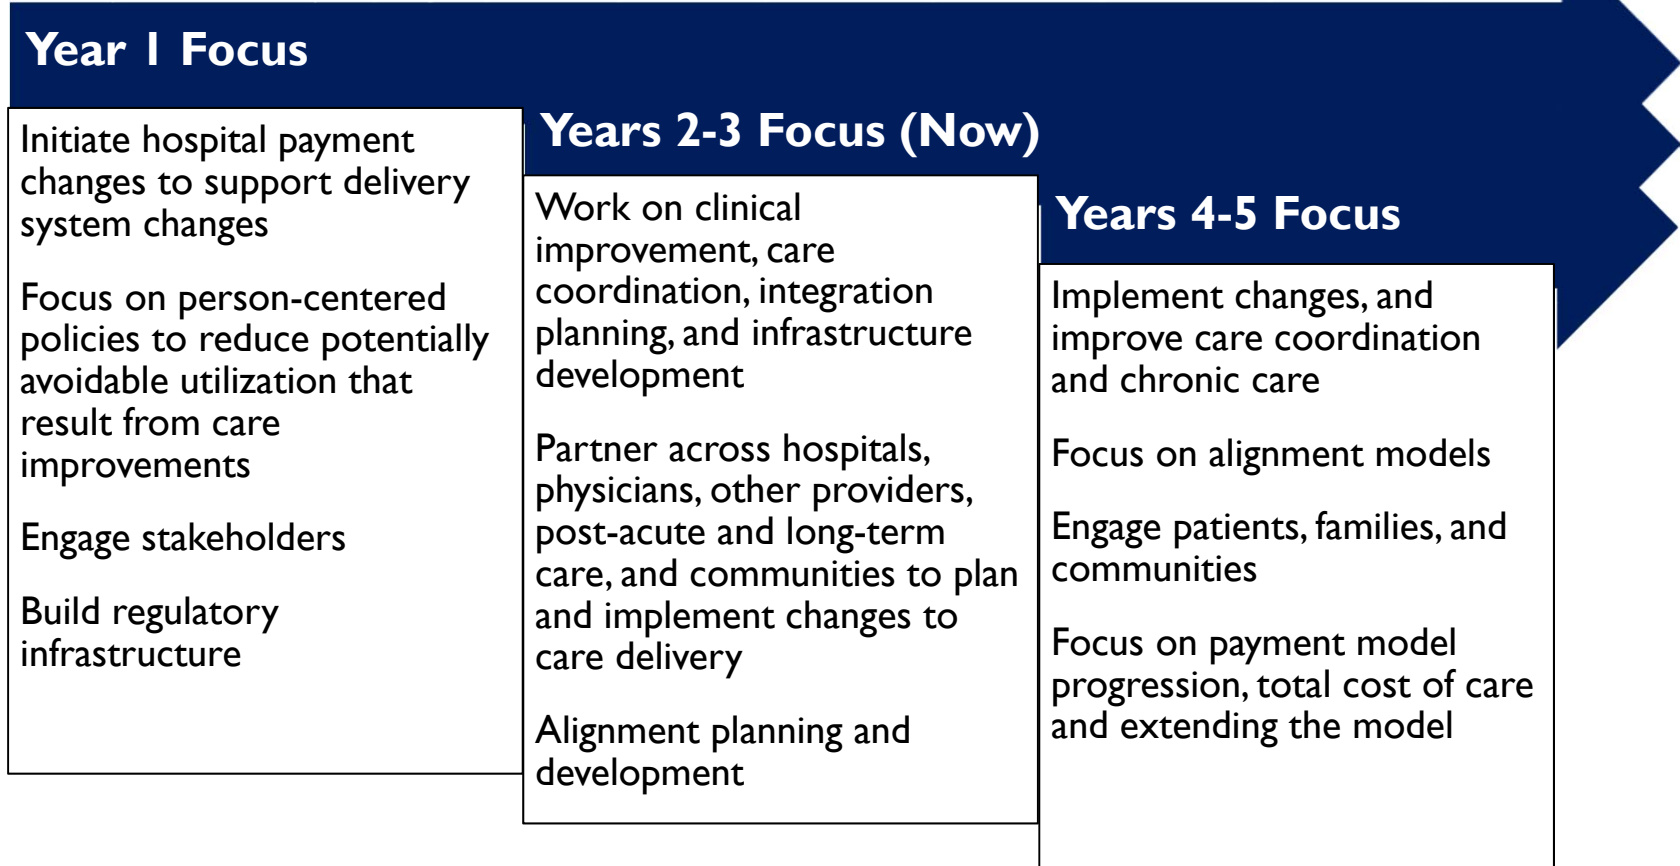 Year 1 Focus
Initiate hospital payment
changes to support delivery
system changes
Focus on person-centered
policies to reduce potentially
avoidable utilization that
result from care
improvements
Engage stakeholders
Build regulatory
infrastructure
Years 2-3 Focus (Now)
Work on clinical
improvement, care
coordination, integration
planning, and infrastructure
development
Partner across hospitals,
physicians, other providers,
post-acute and long-term
care, and communities to plan
and implement changes to
care delivery
Alignment planning and
development
Years 4-5 Focus
Implement changes, and
improve care coordination
and chronic care
Focus on alignment models
Engage patients, families, and
communities
Focus on payment model
progression, total cost of care
and extending the model